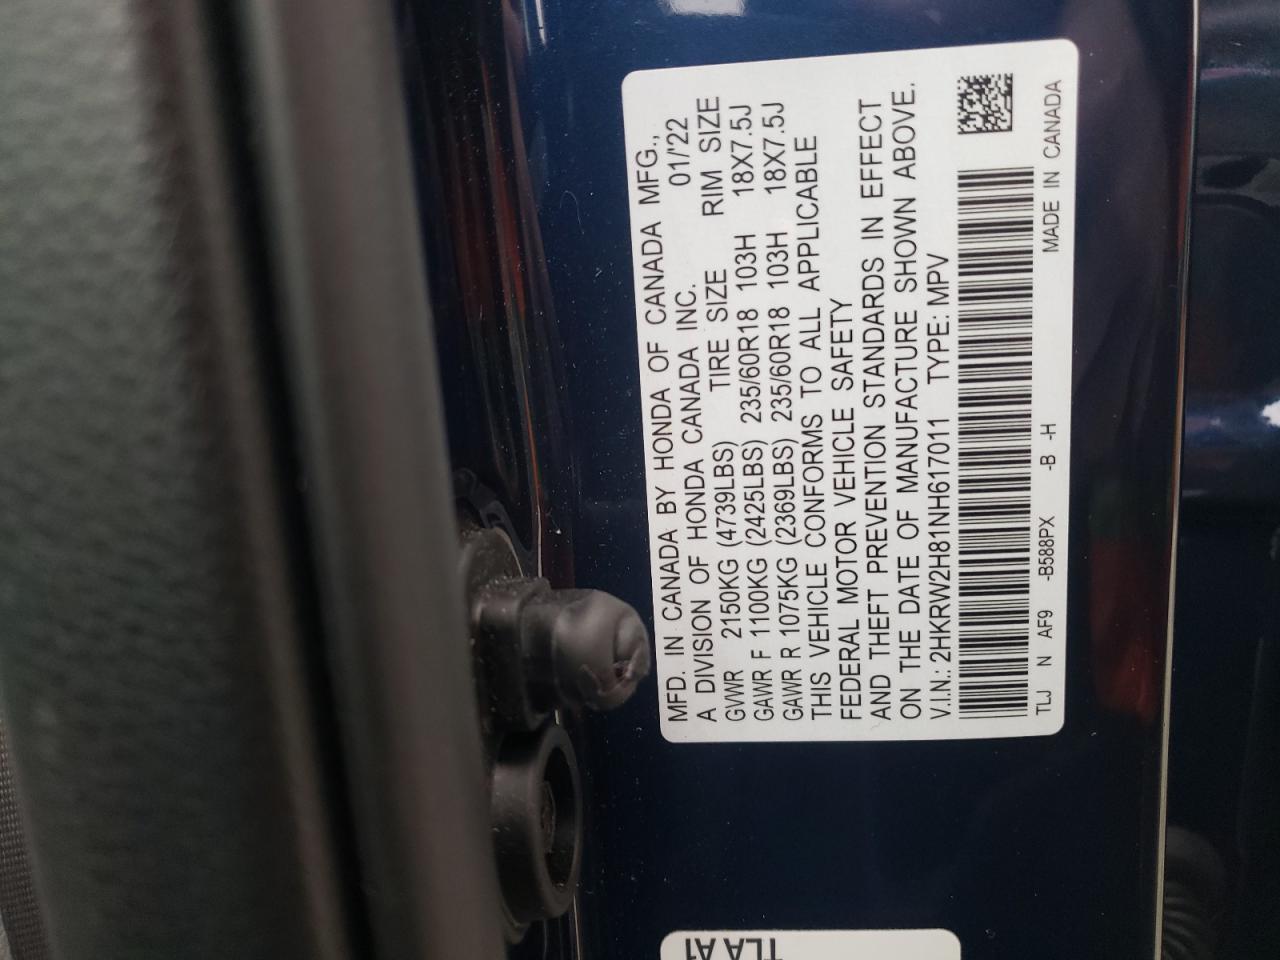 MFD. IN CANADA BY HONDA OF CANADA MFG.,
A DIVISION OF HONDA CANADA INC. 01/'22
GVWR 2150KG (4739LBS) TIRE SIZE RIM SIZE
GAWR F 1100KG (2425LBS) 235/60R18 103H 18X7.5J
GAWR R 1075KG (2369LBS) 235/60R18 103H 18X7.5J
THIS VEHICLE CONFORMS TO ALL APPLICABLE
FEDERAL MOTOR VEHICLE SAFETY
AND THEFT PREVENTION STANDARDS IN EFFECT
ON THE DATE OF MANUFACTURE SHOWN ABOVE.
V.I.N.: 2HKRW2H81NH617011 TYPE: MPV
TLJ N AF9 -B588PX -B -H MADE IN CANADA
TLA A1